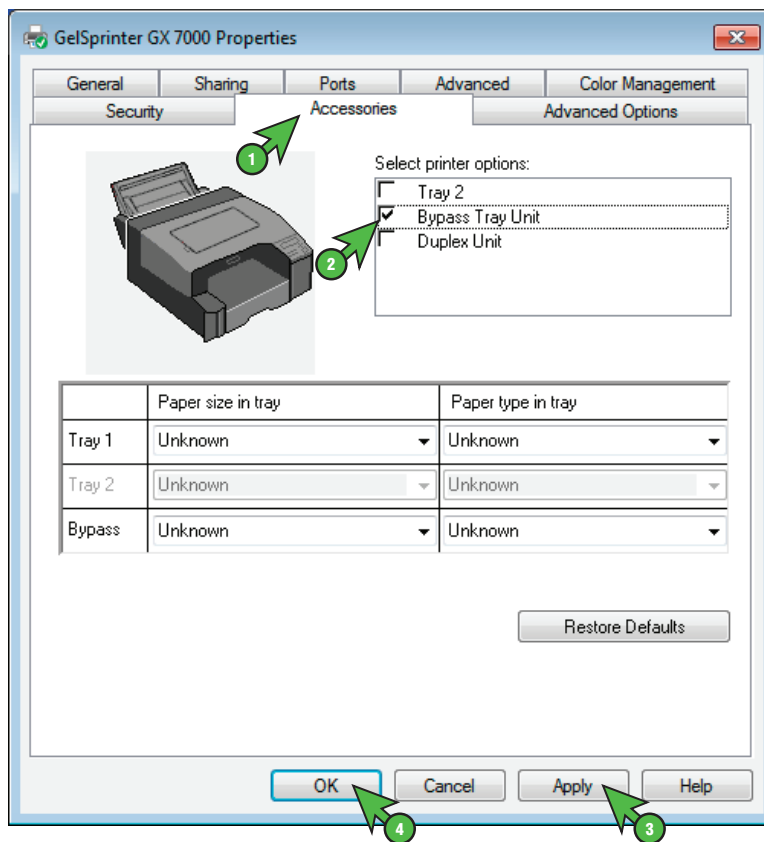 GelSprinter GX 7000 Properties
General Sharing Ports Advanced Color Management
Security Accessories Advanced Options
1
Select printer options:
Tray 2
Bypass Tray Unit
2
Duplex Unit
Paper size in tray Paper type in tray
Tray 1 Unknown Unknown
Tray 2 Unknown Unknown
Bypass Unknown Unknown
Restore Defaults
OK Cancel Apply Help
4 3